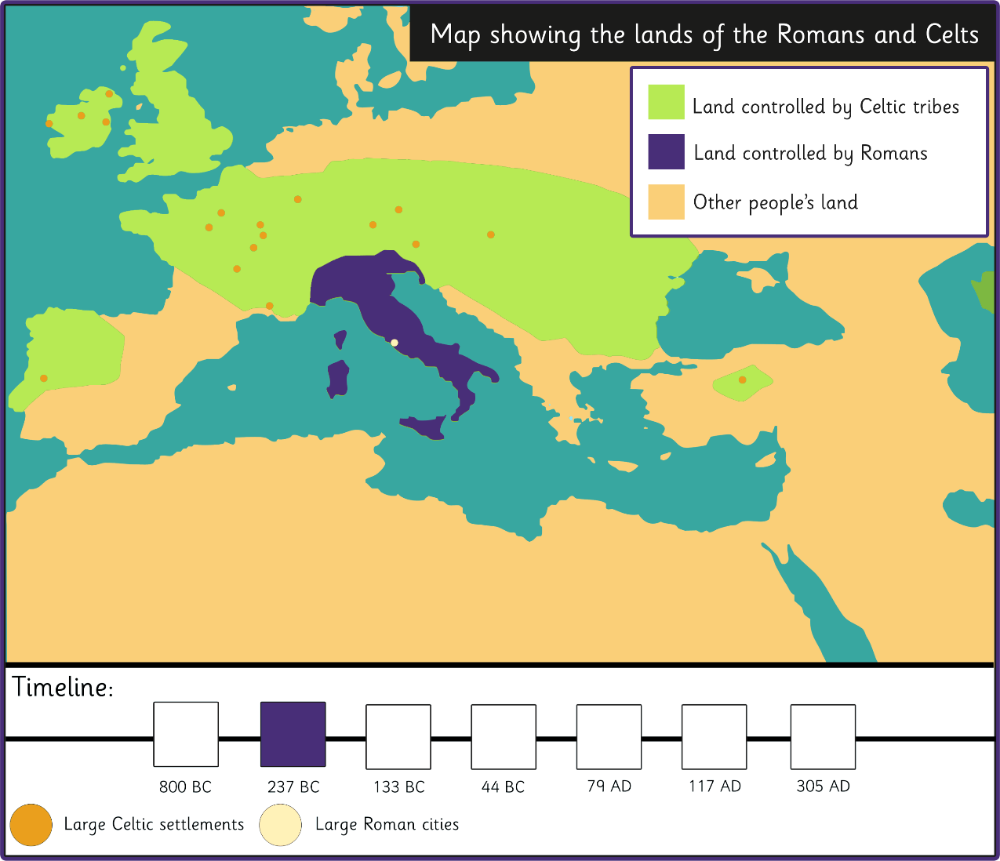 Map showing the lands of the Romans and Celts
Land controlled by Celtic tribes
Land controlled by Romans
Other people's land
Timeline:
800 BC 237 BC 133 BC 44 BC 79 AD 117 AD 305 AD
Large Celtic settlements Large Roman cities